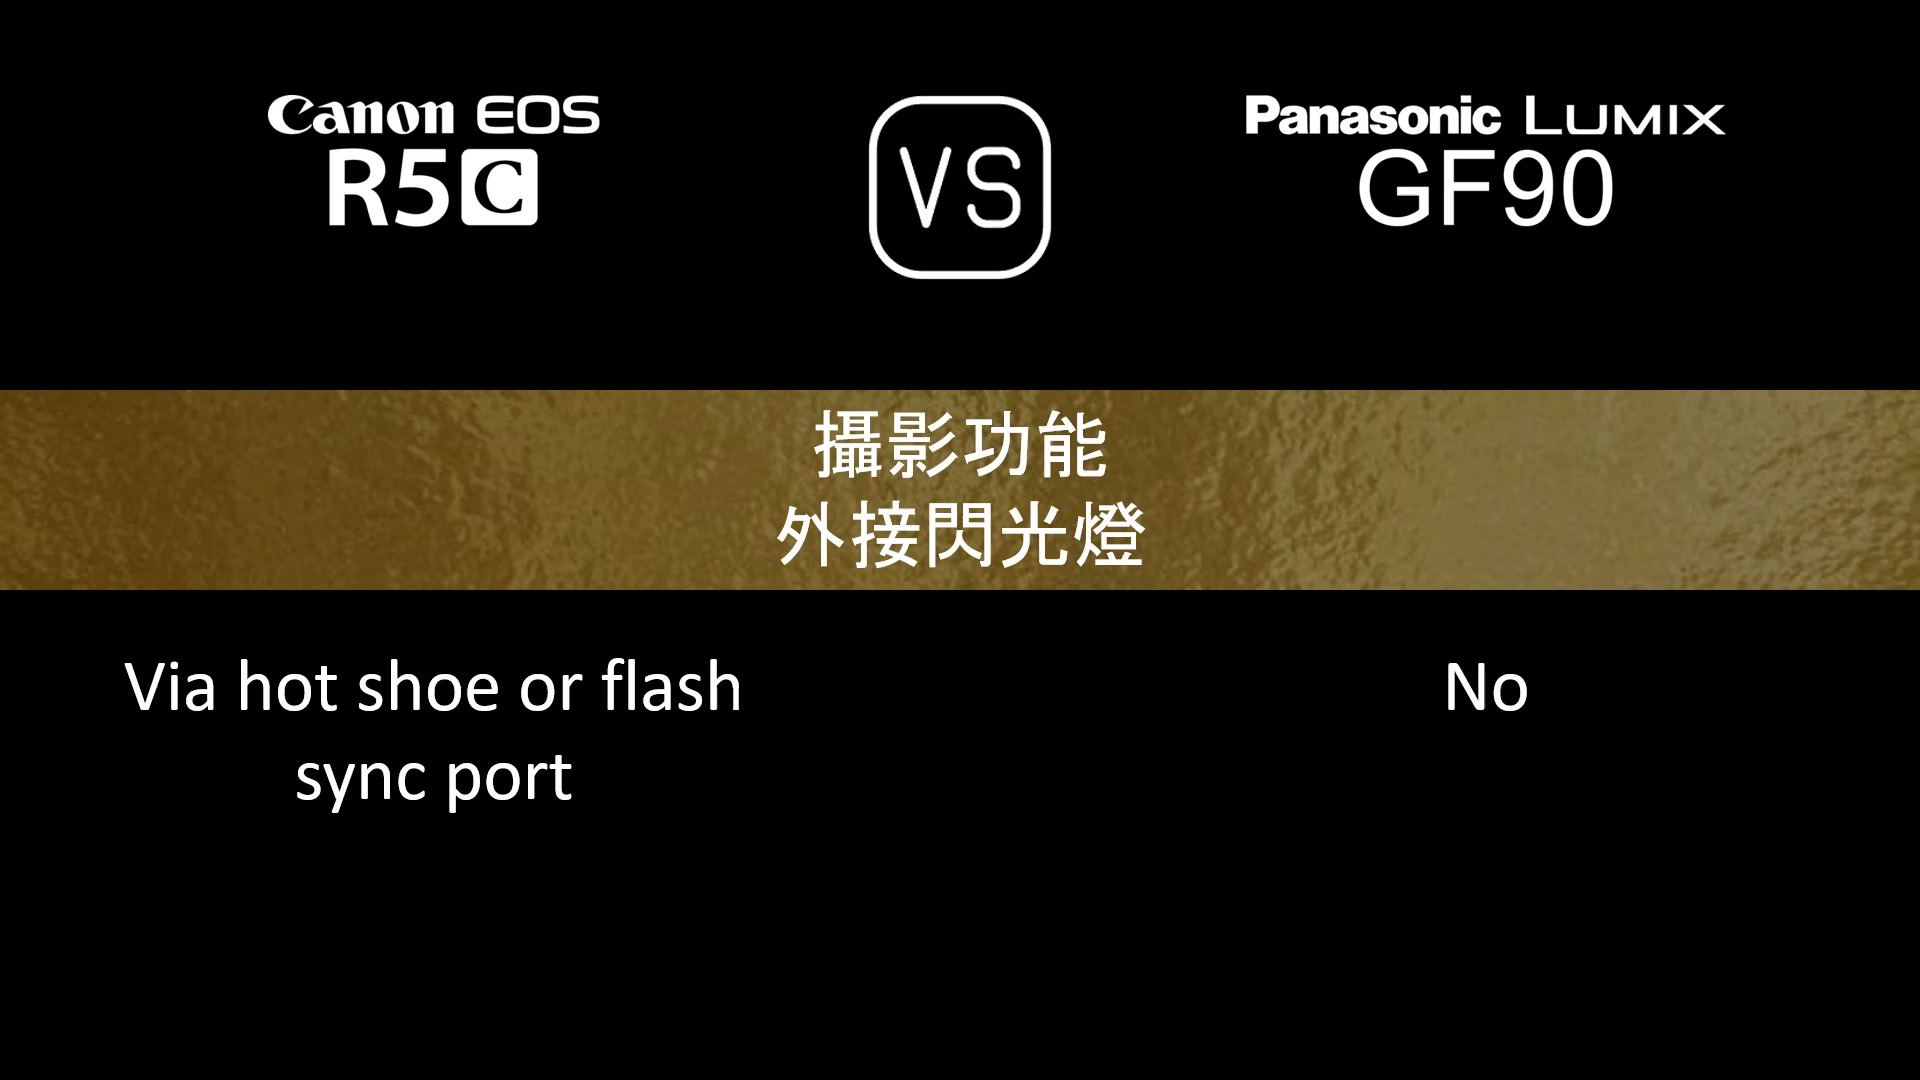 Canon EOS
R5 C
VS
Panasonic LUMIX
GF90
攝影功能
外接閃光燈
Via hot shoe or flash
sync port
No